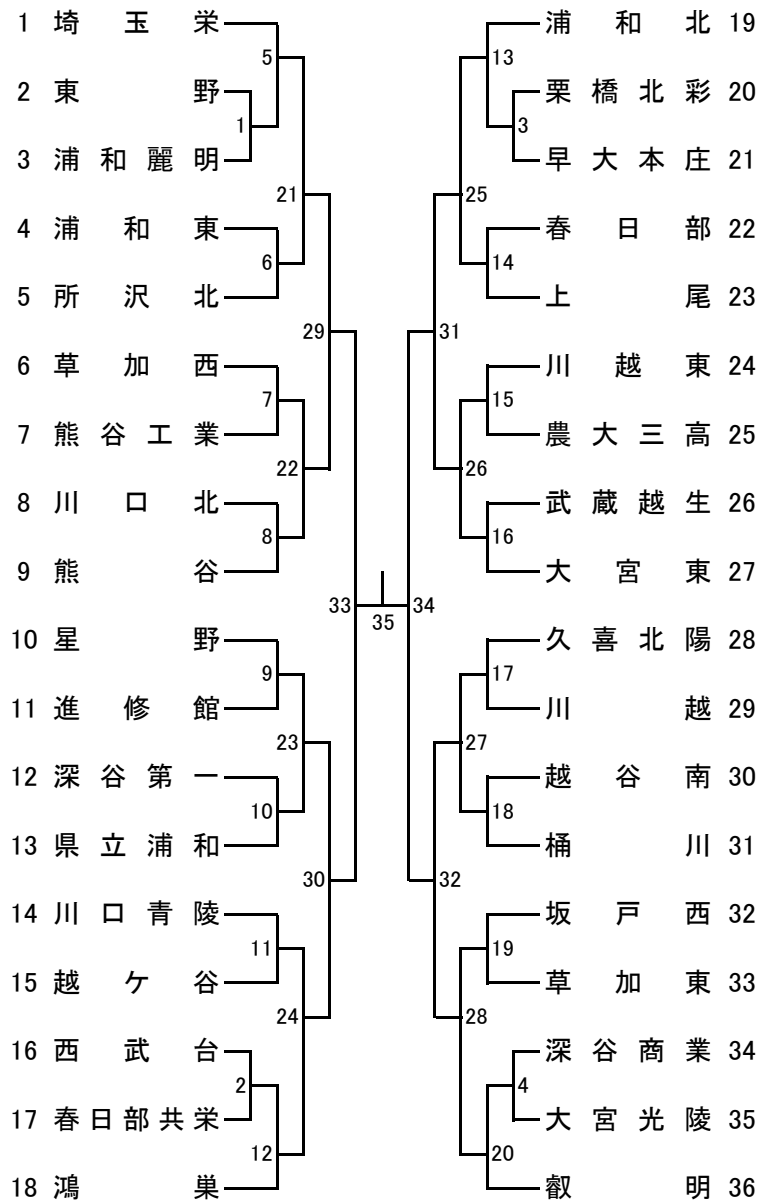 1 埼玉栄
2 東野
3 浦和麗明
4 浦和東
5 所沢北
6 草加西
7 熊谷工業
8 川口北
9 熊谷
10 星野
11 進修館
12 深谷第一
13 県立浦和
14 川口青陵
15 越ケ谷
16 西武台
17 春日部共栄
18 鴻巣
5
1
21
6
29
7
22
8
33
9
23
10
30
11
24
2
12
35
13
3
25
14
31
15
26
16
34
17
27
18
32
19
28
4
20
浦和北 19
栗橋北彩 20
早大本庄 21
春日部 22
上尾 23
川越東 24
農大三高 25
武蔵越生 26
大宮東 27
久喜北陽 28
川越 29
越谷南 30
桶川 31
坂戸西 32
草加東 33
深谷商業 34
大宮光陵 35
叡明 36